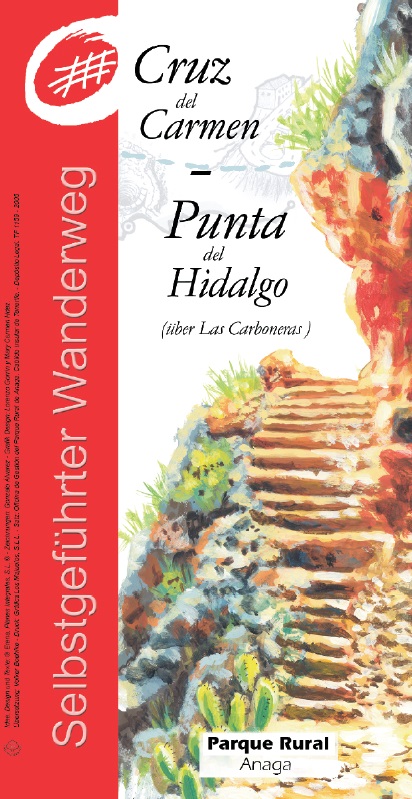 Cruz
del
Carmen
–
Punta
del
Hidalgo
(über Las Carboneras )
Selbstgeführter Wanderweg
Parque Rural
Anaga